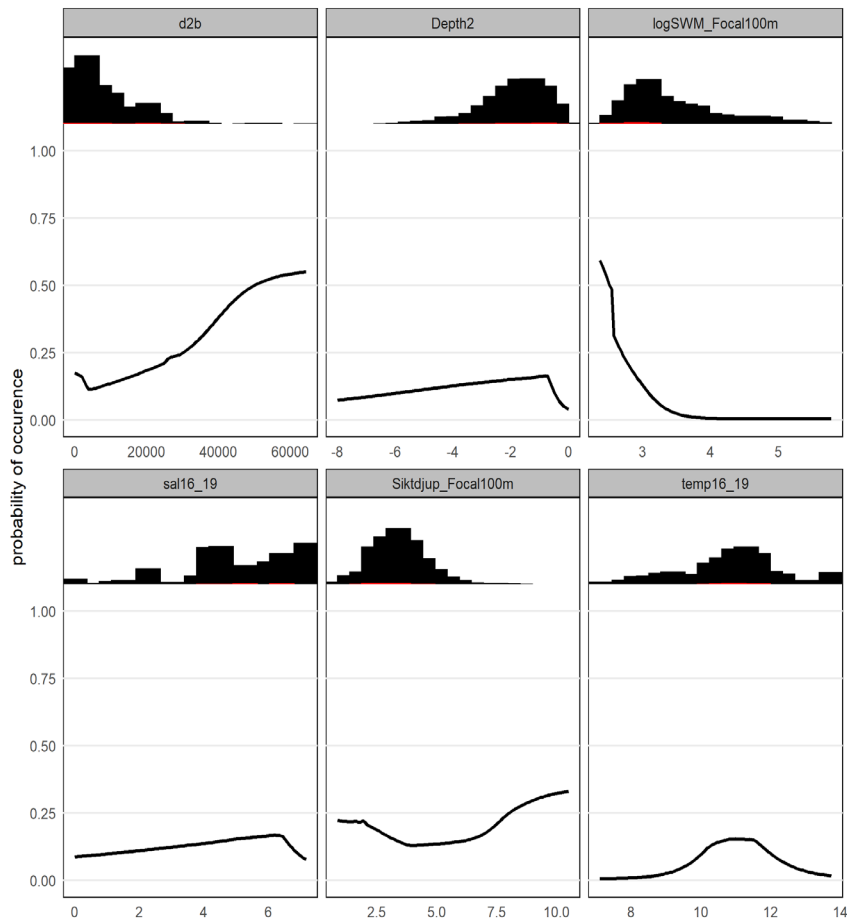 d2b Depth2 logSWM_Focal100m
1.00
0.75
0.50
0.25
0.00
0 20000 40000 60000 -8 -6 -4 -2 0 3 4 5
probability of occurence
sal16_19 Siktdjup_Focal100m temp16_19
1.00
0.75
0.50
0.25
0.00
0 2 4 6 2.5 5.0 7.5 10.0 8 10 12 14